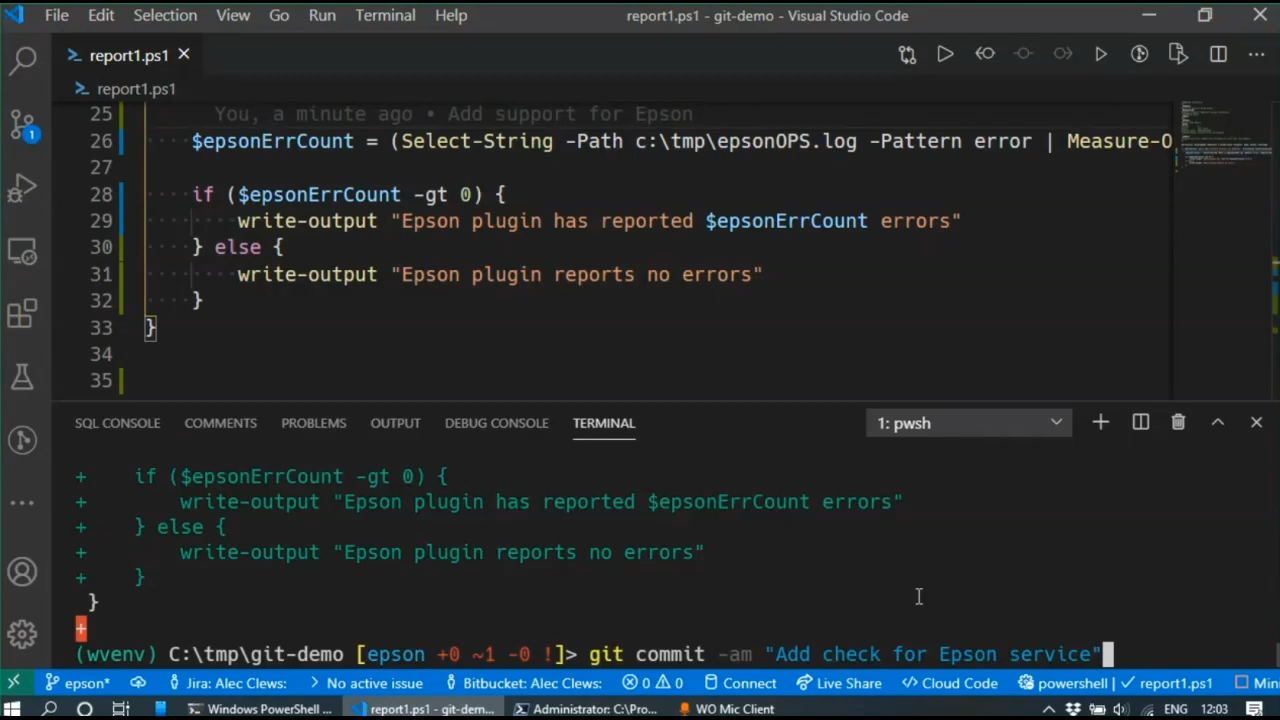 File Edit Selection View Go Run Terminal Help report1.ps1 - git-demo - Visual Studio Code
report1.ps1
report1.ps1
25 You, a minute ago • Add support for Epson
26 $epsonErrCount = (Select-String -Path c:\tmp\epsonOPS.log -Pattern error | Measure-O
27
28 if ($epsonErrCount -gt 0) {
29 write-output "Epson plugin has reported $epsonErrCount errors"
30 } else {
31 write-output "Epson plugin reports no errors"
32 }
33 }
34
35
1
SQL CONSOLE COMMENTS PROBLEMS OUTPUT DEBUG CONSOLE TERMINAL 1: pwsh
+ if ($epsonErrCount -gt 0) {
+ write-output "Epson plugin has reported $epsonErrCount errors"
+ } else {
+ write-output "Epson plugin reports no errors"
+ }
}
+
(wvenv) C:\tmp\git-demo [epson +0 ~1 -0 !]> git commit -am "Add check for Epson service"
epson* Jira: Alec Clews: No active issue Bitbucket: Alec Clews: 0 0 Connect Live Share Cloud Code powershell | ✓ report1.ps1 Min
Windows PowerShell ... report1.ps1 - git-dem... Administrator: C:\Pro... WO Mic Client ENG 12:03